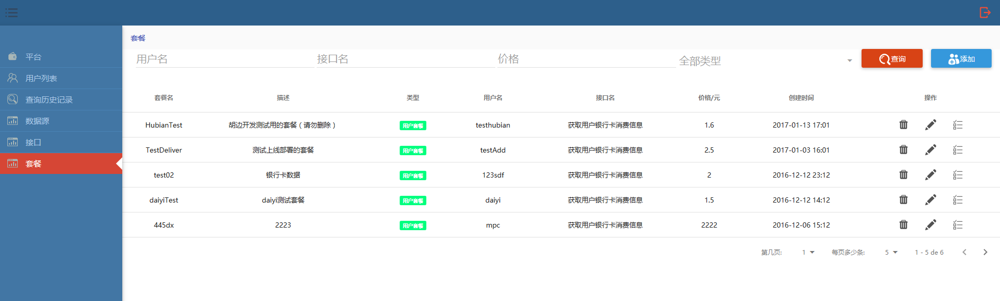 套餐
平台
用户列表
查询历史记录
数据源
接口
套餐
用户名 接口名 价格 全部类型 查询 添加
套餐名 描述 类型 用户名 接口名 价格/元 创建时间 操作
HubianTest 胡边开发测试用的套餐（请勿删除） 用户套餐 testhubian 获取用户银行卡消费信息 1.6 2017-01-13 17:01
TestDeliver 测试上线部署的套餐 用户套餐 testAdd 获取用户银行卡消费信息 2.5 2017-01-03 16:01
test02 银行卡数据 用户套餐 123sdf 获取用户银行卡消费信息 2 2016-12-12 23:12
daiyiTest daiyi测试套餐 用户套餐 daiyi 获取用户银行卡消费信息 1.5 2016-12-12 14:12
445dx 2223 用户套餐 mpc 获取用户银行卡消费信息 2222 2016-12-06 15:12
第几页: 1 每页多少条: 5 1 - 5 de 6